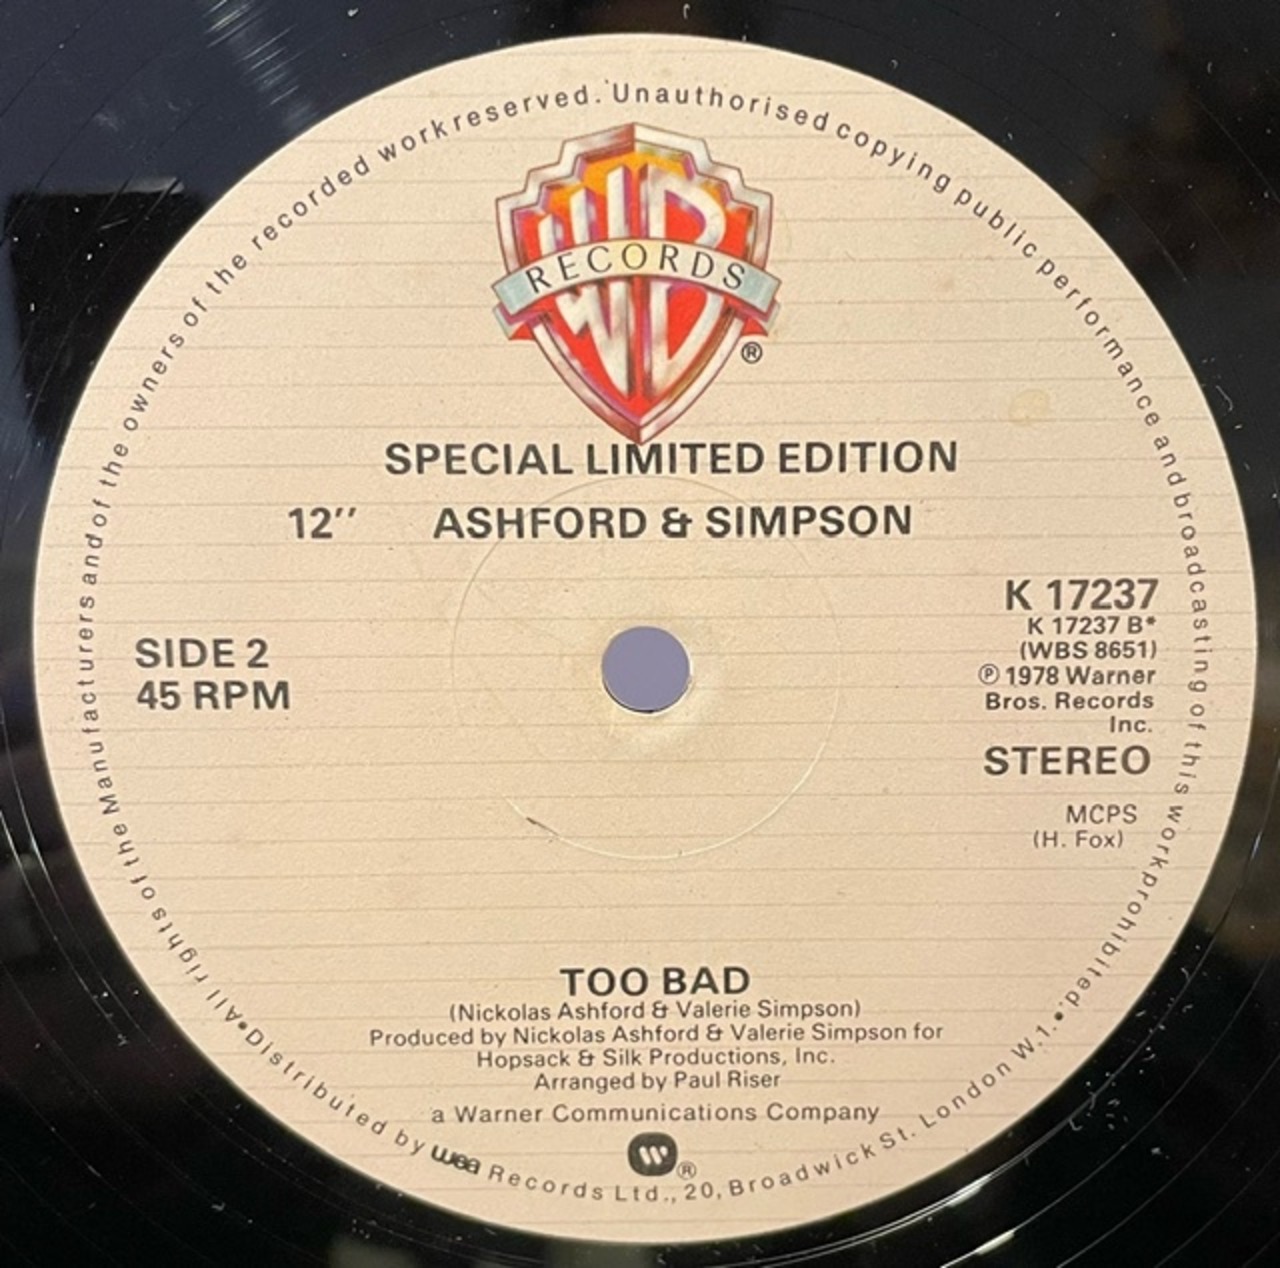 All rights of the Manufacturers and of the owners of the recorded work reserved. Unauthorised copying public performance and broadcasting of this work prohibited.
WB
RECORDS
®
SPECIAL LIMITED EDITION
12″ ASHFORD & SIMPSON
K 17237
K 17237 B*
(WBS 8651)
℗ 1978 Warner
Bros. Records
Inc.
STEREO
SIDE 2
45 RPM
MCPS
(H. Fox)
TOO BAD
(Nickolas Ashford & Valerie Simpson)
Produced by Nickolas Ashford & Valerie Simpson for
Hopsack & Silk Productions, Inc.
Arranged by Paul Riser
a Warner Communications Company
®
•Distributed by wea Records Ltd., 20, Broadwick St. London W.1.•